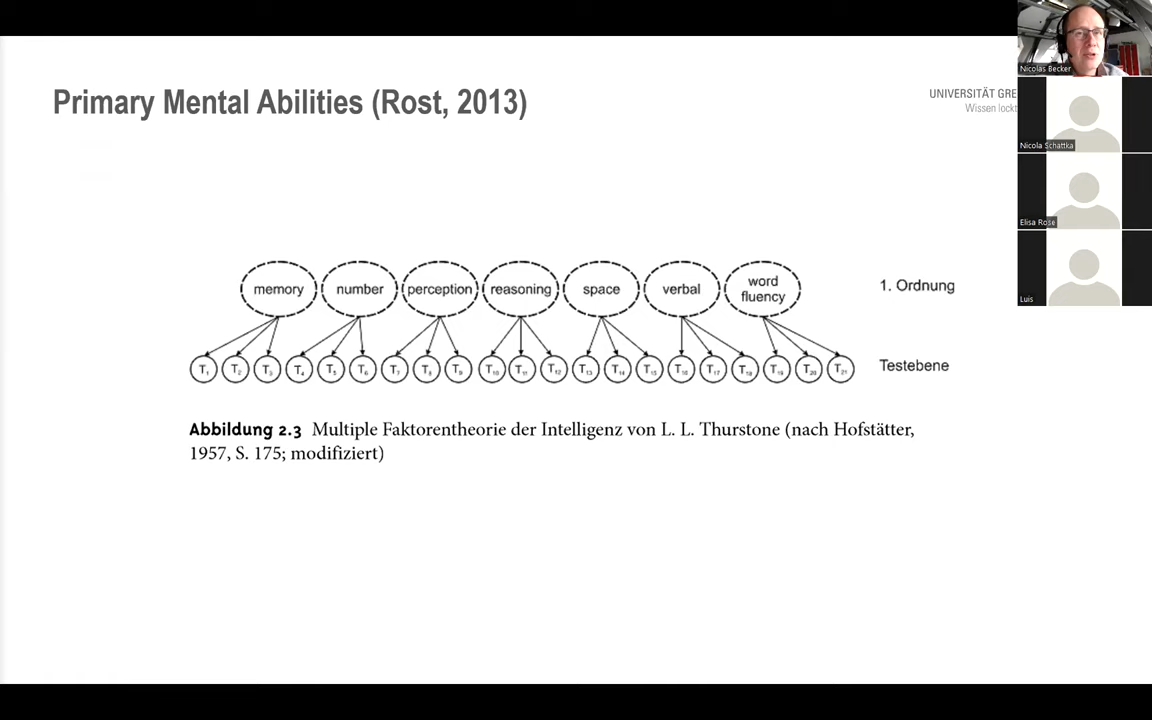 Primary Mental Abilities (Rost, 2013)
UNIVERSITÄT GRE
Wissen lockt
Nicolas Becker
Nicola Schattka
Elisa Rose
Luis
memory number perception reasoning space verbal word fluency 1. Ordnung
T₁ T₂ T₃ T₄ T₅ T₆ T₇ T₈ T₉ T₁₀ T₁₁ T₁₂ T₁₃ T₁₄ T₁₅ T₁₆ T₁₇ T₁₈ T₁₉ T₂₀ T₂₁ Testebene
Abbildung 2.3 Multiple Faktorentheorie der Intelligenz von L. L. Thurstone (nach Hofstätter,
1957, S. 175; modifiziert)